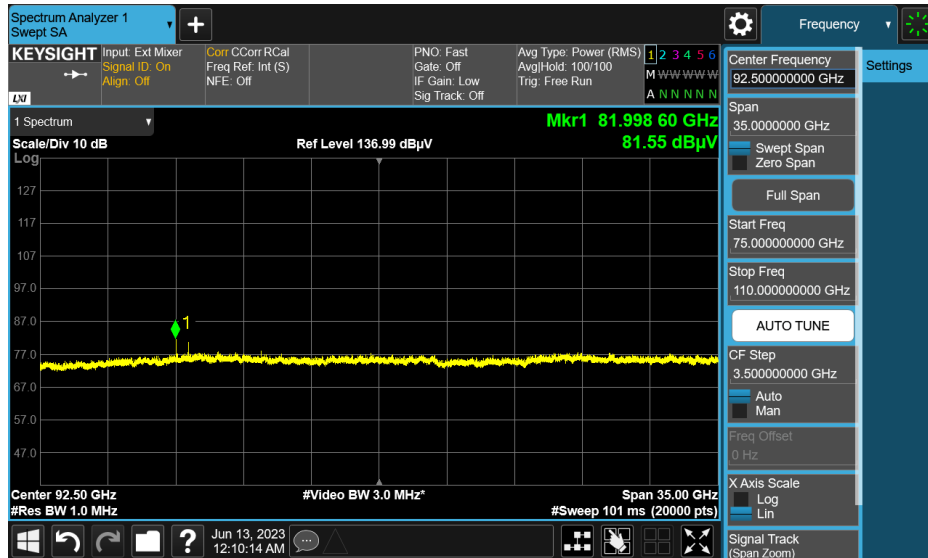 Spectrum Analyzer 1
Swept SA
Frequency
KEYSIGHT
LXI
Input: Ext Mixer
Signal ID: On
Align: Off
Corr CCorr RCal
Freq Ref: Int (S)
NFE: Off
PNO: Fast
Gate: Off
IF Gain: Low
Sig Track: Off
Avg Type: Power (RMS)
Avg|Hold: 100/100
Trig: Free Run
1 2 3 4 5 6
M W W W W W
A N N N N N
1 Spectrum
Scale/Div 10 dB
Ref Level 136.99 dBµV
Mkr1 81.998 60 GHz
81.55 dBµV
Log
127
117
107
97.0
87.0
77.0
67.0
57.0
47.0
1
Center 92.50 GHz
#Res BW 1.0 MHz
#Video BW 3.0 MHz*
Span 35.00 GHz
#Sweep 101 ms (20000 pts)
Jun 13, 2023
12:10:14 AM
Center Frequency
92.500000000 GHz
Span
35.0000000 GHz
Swept Span
Zero Span
Full Span
Start Freq
75.000000000 GHz
Stop Freq
110.000000000 GHz
AUTO TUNE
CF Step
3.500000000 GHz
Auto
Man
Freq Offset
0 Hz
X Axis Scale
Log
Lin
Signal Track
(Span Zoom)
Settings